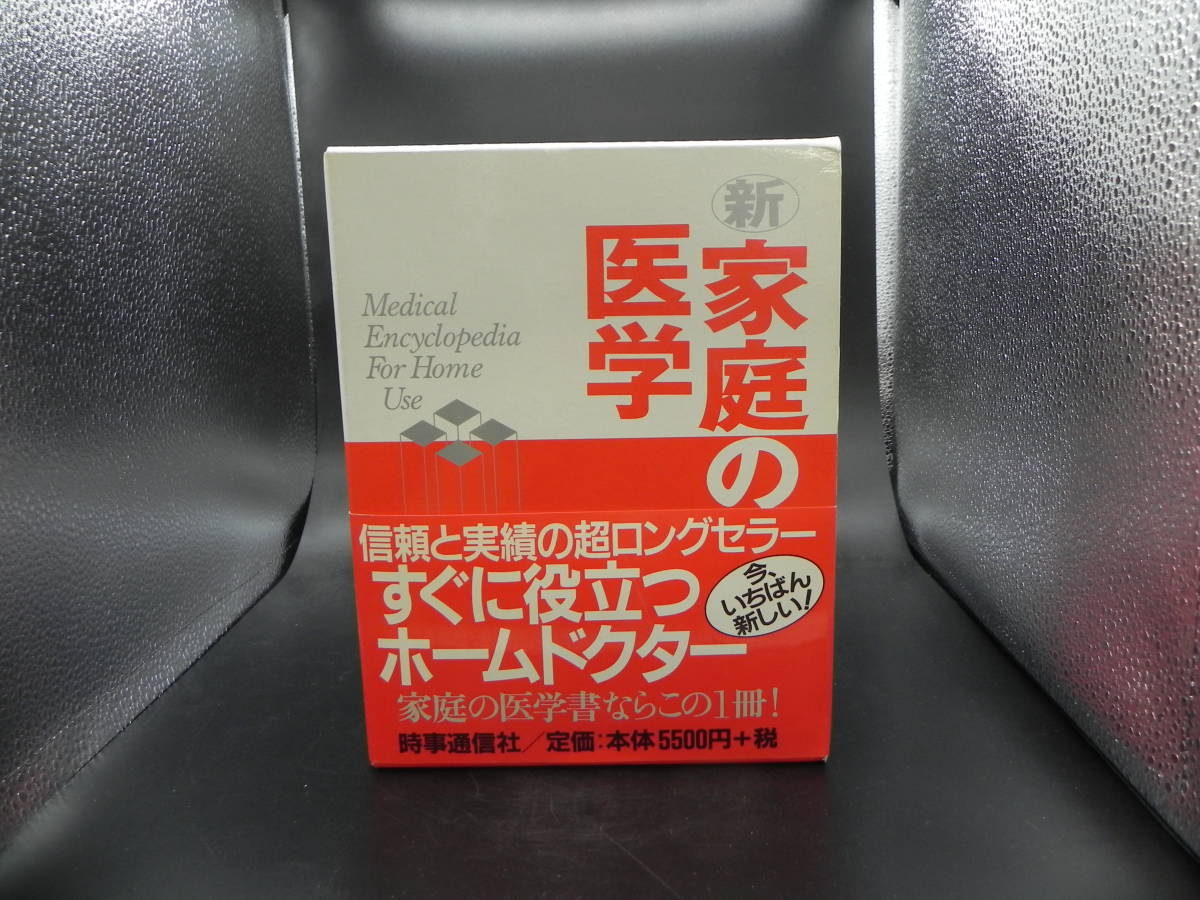 新
家庭の
医学
Medical
Encyclopedia
For Home
Use
信頼と実績の超ロングセラー
すぐに役立つ
ホームドクター
今、
いちばん
新しい!
家庭の医学書ならこの1冊!
時事通信社/定価:本体5500円+税